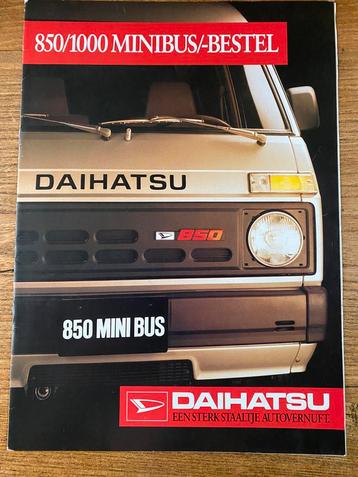 850/1000 MINIBUS/-BESTEL
DAIHATSU
850
850 MINI BUS
DAIHATSU
EEN STERK STAALTJE AUTOVERNUFT.